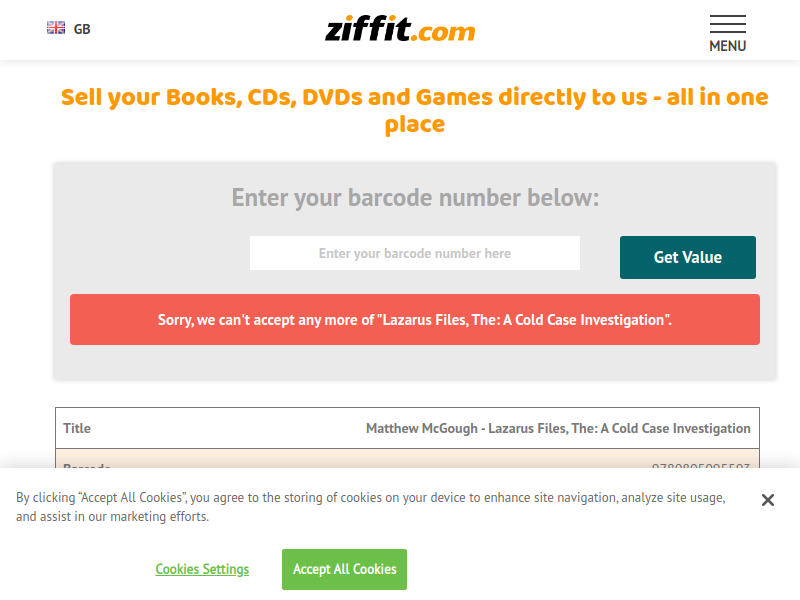 GB
ziffit.com
MENU
Sell your Books, CDs, DVDs and Games directly to us - all in one
place
Enter your barcode number below:
Enter your barcode number here
Get Value
Sorry, we can't accept any more of "Lazarus Files, The: A Cold Case Investigation".
Title Matthew McGough - Lazarus Files, The: A Cold Case Investigation
Barcode
By clicking “Accept All Cookies”, you agree to the storing of cookies on your device to enhance site navigation, analyze site usage,
and assist in our marketing efforts.
Cookies Settings
Accept All Cookies